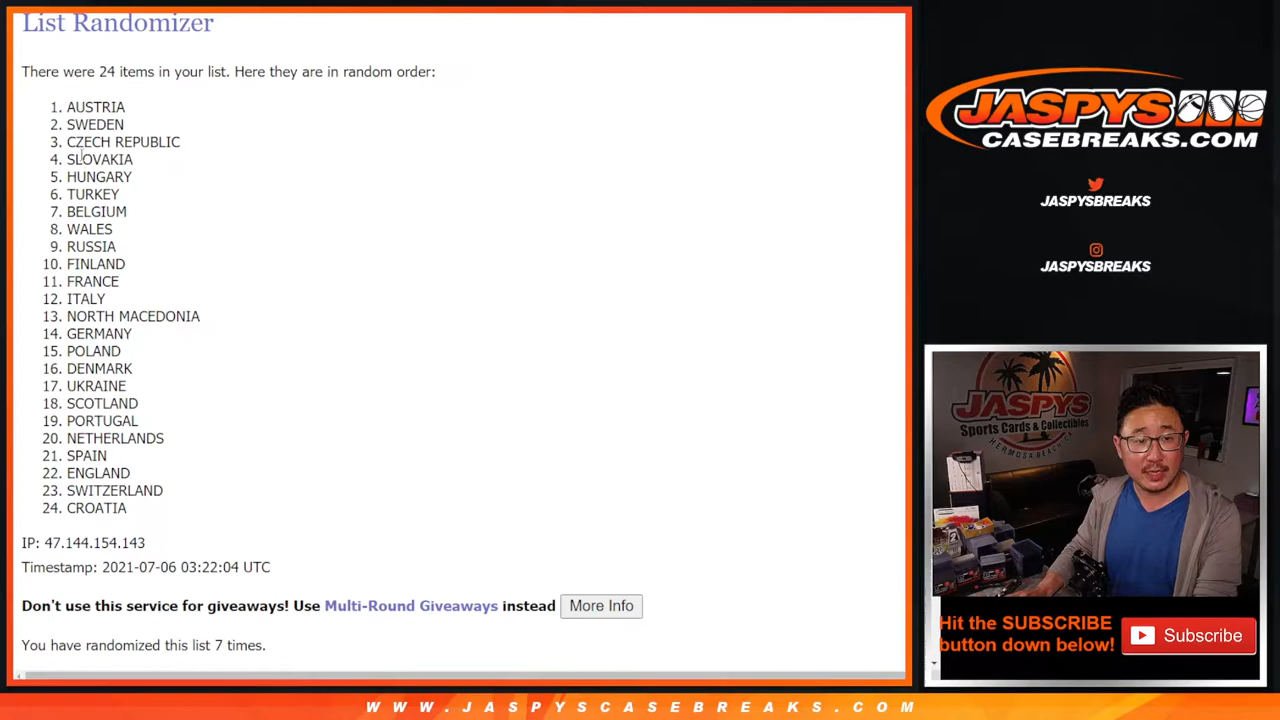 List Randomizer
There were 24 items in your list. Here they are in random order:
1. AUSTRIA
2. SWEDEN
3. CZECH REPUBLIC
4. SLOVAKIA
5. HUNGARY
6. TURKEY
7. BELGIUM
8. WALES
9. RUSSIA
10. FINLAND
11. FRANCE
12. ITALY
13. NORTH MACEDONIA
14. GERMANY
15. POLAND
16. DENMARK
17. UKRAINE
18. SCOTLAND
19. PORTUGAL
20. NETHERLANDS
21. SPAIN
22. ENGLAND
23. SWITZERLAND
24. CROATIA
IP: 47.144.154.143
Timestamp: 2021-07-06 03:22:04 UTC
Don't use this service for giveaways! Use Multi-Round Giveaways instead More Info
You have randomized this list 7 times.
JASPYS
CASEBREAKS.COM
JASPYSBREAKS
JASPYSBREAKS
JASPYS
Sports Cards & Collectibles
HERMOSA BEACH, CA
Hit the SUBSCRIBE
button down below!
Subscribe
WWW.JASPYSCASEBREAKS.COM